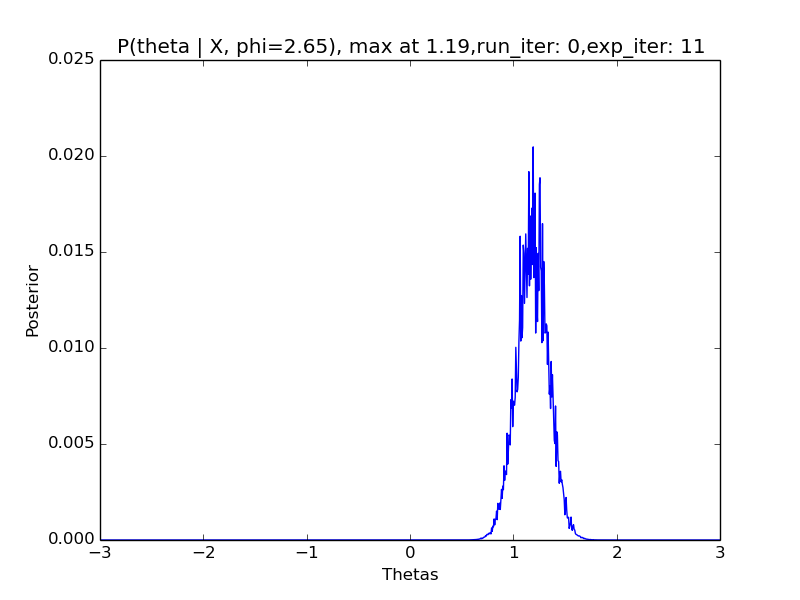 P(theta | X, phi=2.65), max at 1.19,run_iter: 0,exp_iter: 11
0.025
0.020
0.015
0.010
0.005
0.000
Posterior
−3 −2 −1 0 1 2 3
Thetas